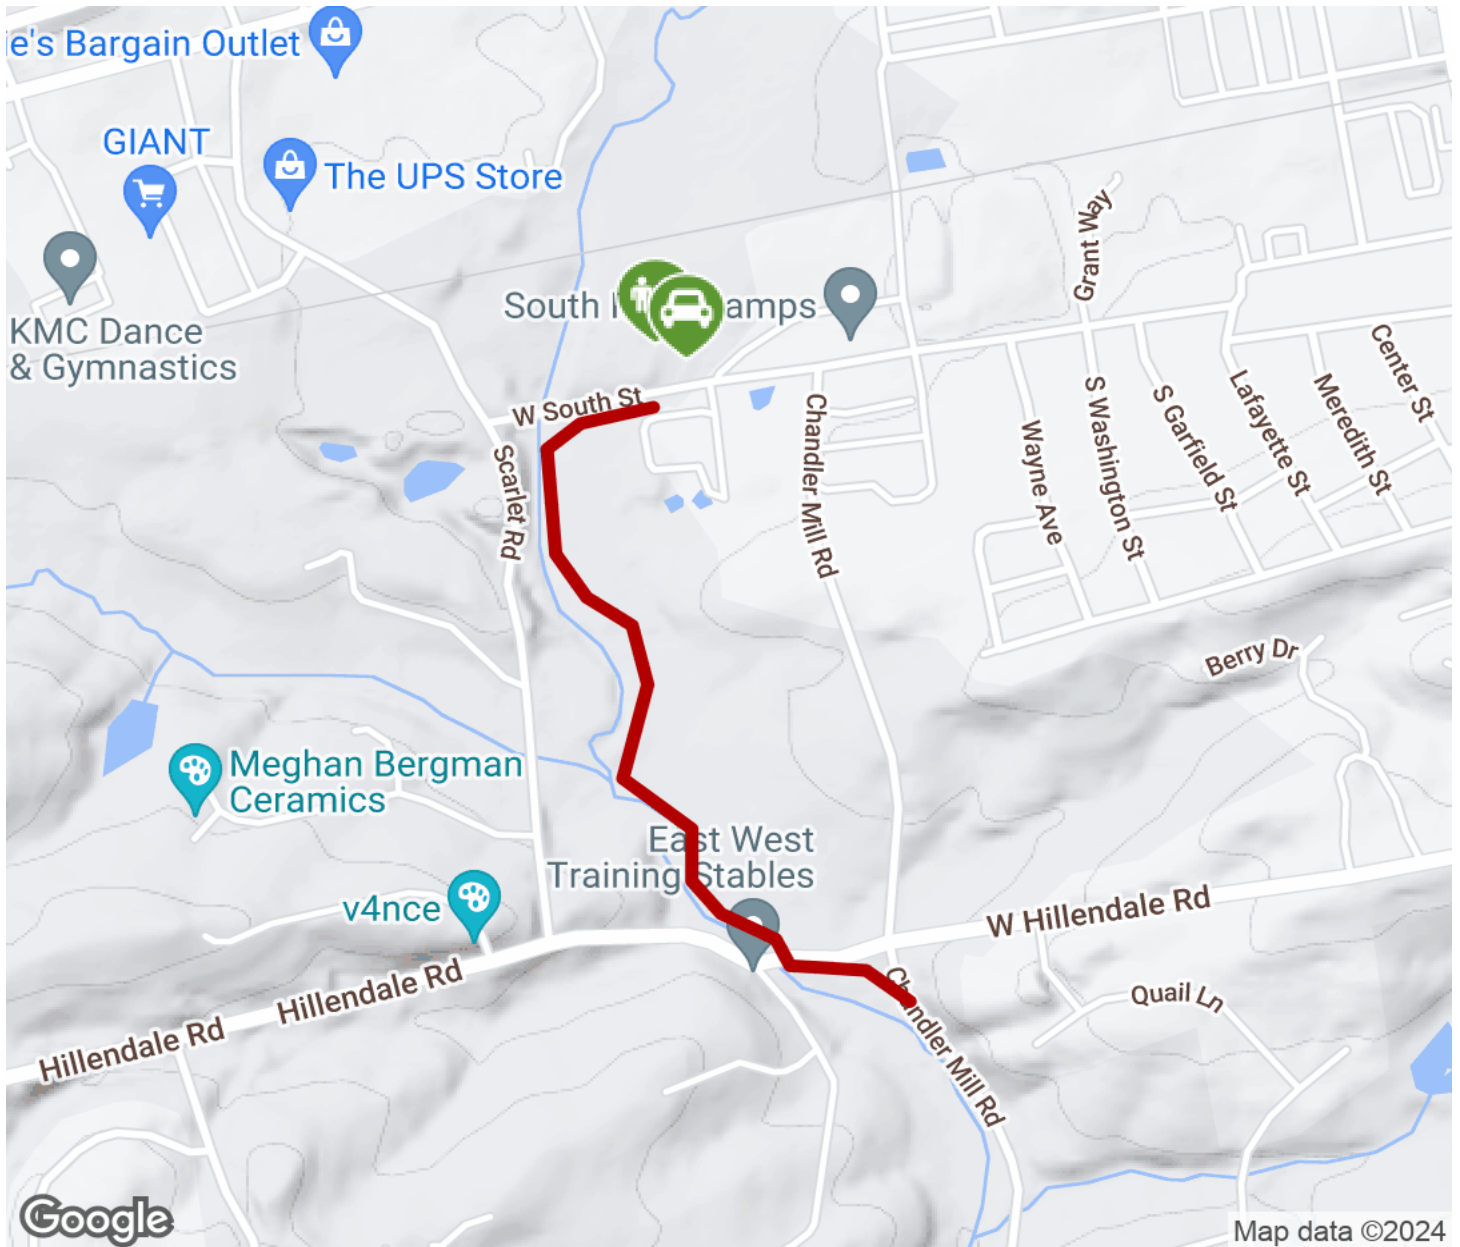 ie's Bargain Outlet
GIANT
The UPS Store
KMC Dance
& Gymnastics
South
amps
W South St
Scarlet Rd
Chandler Mill Rd
Grant Way
Wayne Ave
S Washington St
S Garfield St
Lafayette St
Meredith St
Center St
Berry Dr
Meghan Bergman
Ceramics
East West
Training Stables
v4nce
W Hillendale Rd
Hillendale Rd
Hillendale Rd
Quail Ln
Chandler Mill Rd
Google
Map data ©2024